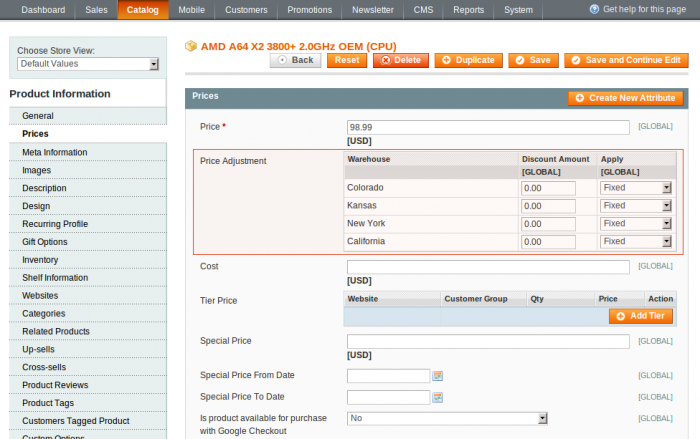 Dashboard Sales Catalog Mobile Customers Promotions Newsletter CMS Reports System Get help for this page
Choose Store View:
Default Values
Product Information
General
Prices
Meta Information
Images
Description
Design
Recurring Profile
Gift Options
Inventory
Shelf Information
Websites
Categories
Related Products
Up-sells
Cross-sells
Product Reviews
Product Tags
Customers Tagged Product
Custom Options
AMD A64 X2 3800+ 2.0GHz OEM (CPU)
Back Reset Delete Duplicate Save Save and Continue Edit
Prices Create New Attribute
Price * 98.99 [GLOBAL]
[USD]
Price Adjustment Warehouse Discount Amount Apply
[GLOBAL] [GLOBAL]
Colorado 0.00 Fixed
Kansas 0.00 Fixed
New York 0.00 Fixed
California 0.00 Fixed
Cost [GLOBAL]
[USD]
Tier Price Website Customer Group Qty Price Action
Add Tier
Special Price [GLOBAL]
[USD]
Special Price From Date [GLOBAL]
Special Price To Date [GLOBAL]
Is product available for purchase No [GLOBAL]
with Google Checkout